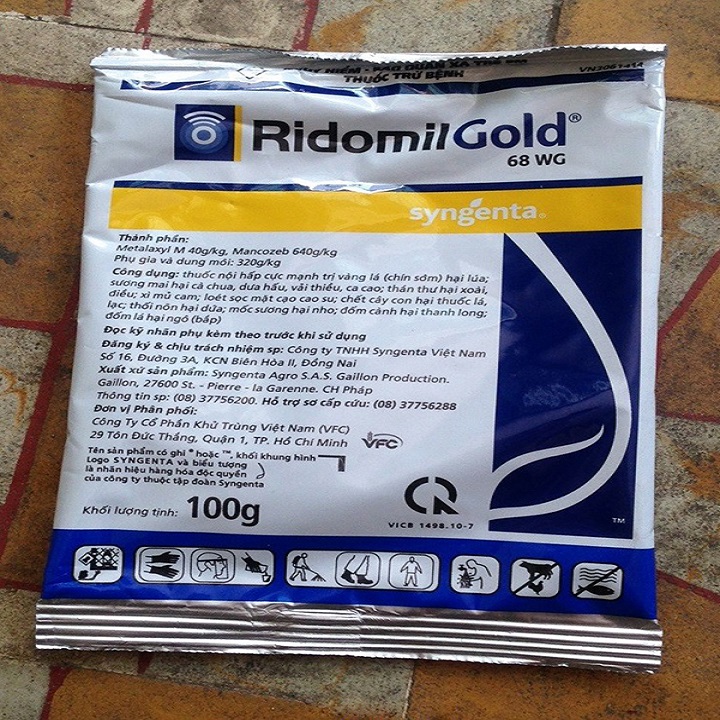 NGUY HIỂM - BẢO QUẢN XA TRẺ EM
THUỐC TRỪ BỆNH
VN3061414
RidomilGold®
68 WG
syngenta®
Thành phần:
Metalaxyl M 40g/kg, Mancozeb 640g/kg
Phụ gia và dung môi: 320g/kg
Công dụng: thuốc nội hấp cực mạnh trị vàng lá (chín sớm) hại lúa;
sương mai hại cà chua, dưa hấu, vải thiều, ca cao; thán thư hại xoài,
điều; xì mủ cam; loét sọc mặt cạo cao su; chết cây con hại thuốc lá,
lạc; thối nõn hại dứa; mốc sương hại nho; đốm cành hại thanh long;
đốm lá hại ngô (bắp)
Đọc kỹ nhãn phụ kèm theo trước khi sử dụng
Đăng ký & chịu trách nhiệm sp: Công ty TNHH Syngenta Việt Nam
Số 16, Đường 3A, KCN Biên Hòa II, Đồng Nai
Xuất xứ sản phẩm: Syngenta Agro S.A.S. Gaillon Production.
Gaillon, 27600 St. - Pierre - la Garenne. CH Pháp
Thông tin sp: (08) 37756200. Hỗ trợ sơ cấp cứu: (08) 37756288
Đơn vị Phân phối:
Công Ty Cổ Phần Khử Trùng Việt Nam (VFC)
29 Tôn Đức Thắng, Quận 1, TP. Hồ Chí Minh
VFC
Tên sản phẩm có ghi ® hoặc ™, khối khung hình
Logo SYNGENTA và biểu tượng
là nhãn hiệu hàng hóa độc quyền
của công ty thuộc tập đoàn Syngenta
Khối lượng tịnh: 100g
VICB 1498.10-7
TM